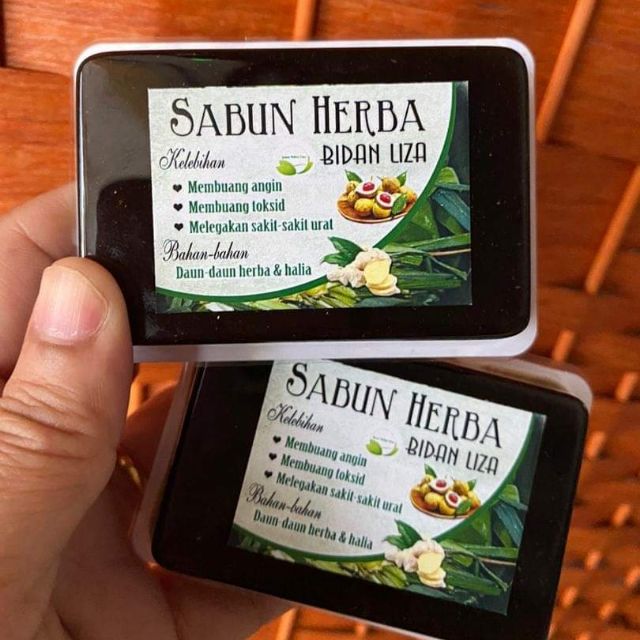 SABUN HERBA
BIDAN LIZA
Kelebihan
Membuang angin
Membuang toksid
Melegakan sakit-sakit urat
Bahan-bahan
Daun-daun herba & halia
SABUN HERBA
BIDAN LIZA
Kelebihan
Membuang angin
Membuang toksid
Melegakan sakit-sakit urat
Bahan-bahan
Daun-daun herba & halia